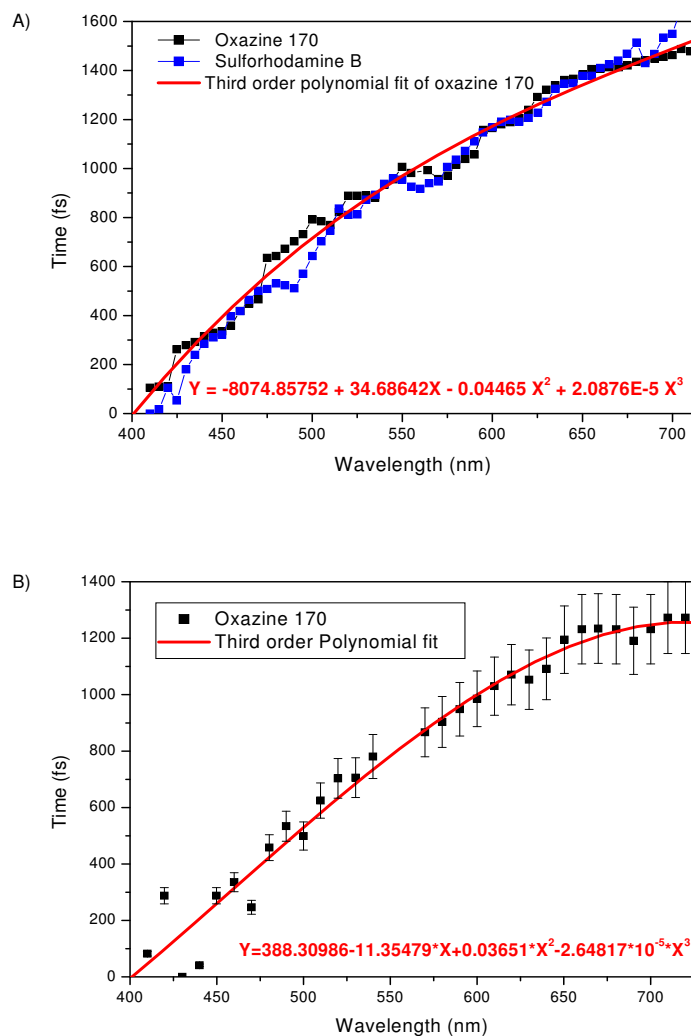 A)
Oxazine 170
Sulforhodamine B
Third order polynomial fit of oxazine 170
1600
1400
1200
1000
800
600
400
200
0
Time (fs)
Y = -8074.85752 + 34.68642X - 0.04465 X² + 2.0876E-5 X³
400 450 500 550 600 650 700
Wavelength (nm)
B)
Oxazine 170
Third order Polynomial fit
1400
1200
1000
800
600
400
200
0
Time (fs)
Y=388.30986-11.35479*X+0.03651*X²-2.64817*10⁻⁵*X³
400 450 500 550 600 650 700
Wavelength (nm)